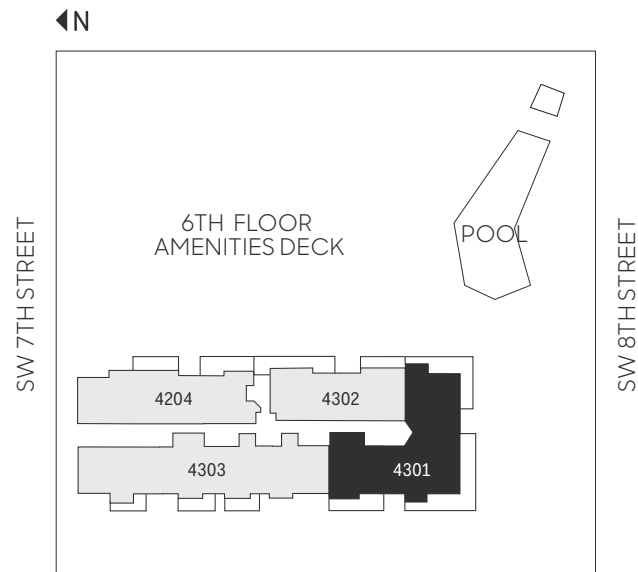 N
6TH FLOOR
AMENITIES DECK
POOL
SW 7TH STREET
SW 8TH STREET
4204
4302
4303
4301